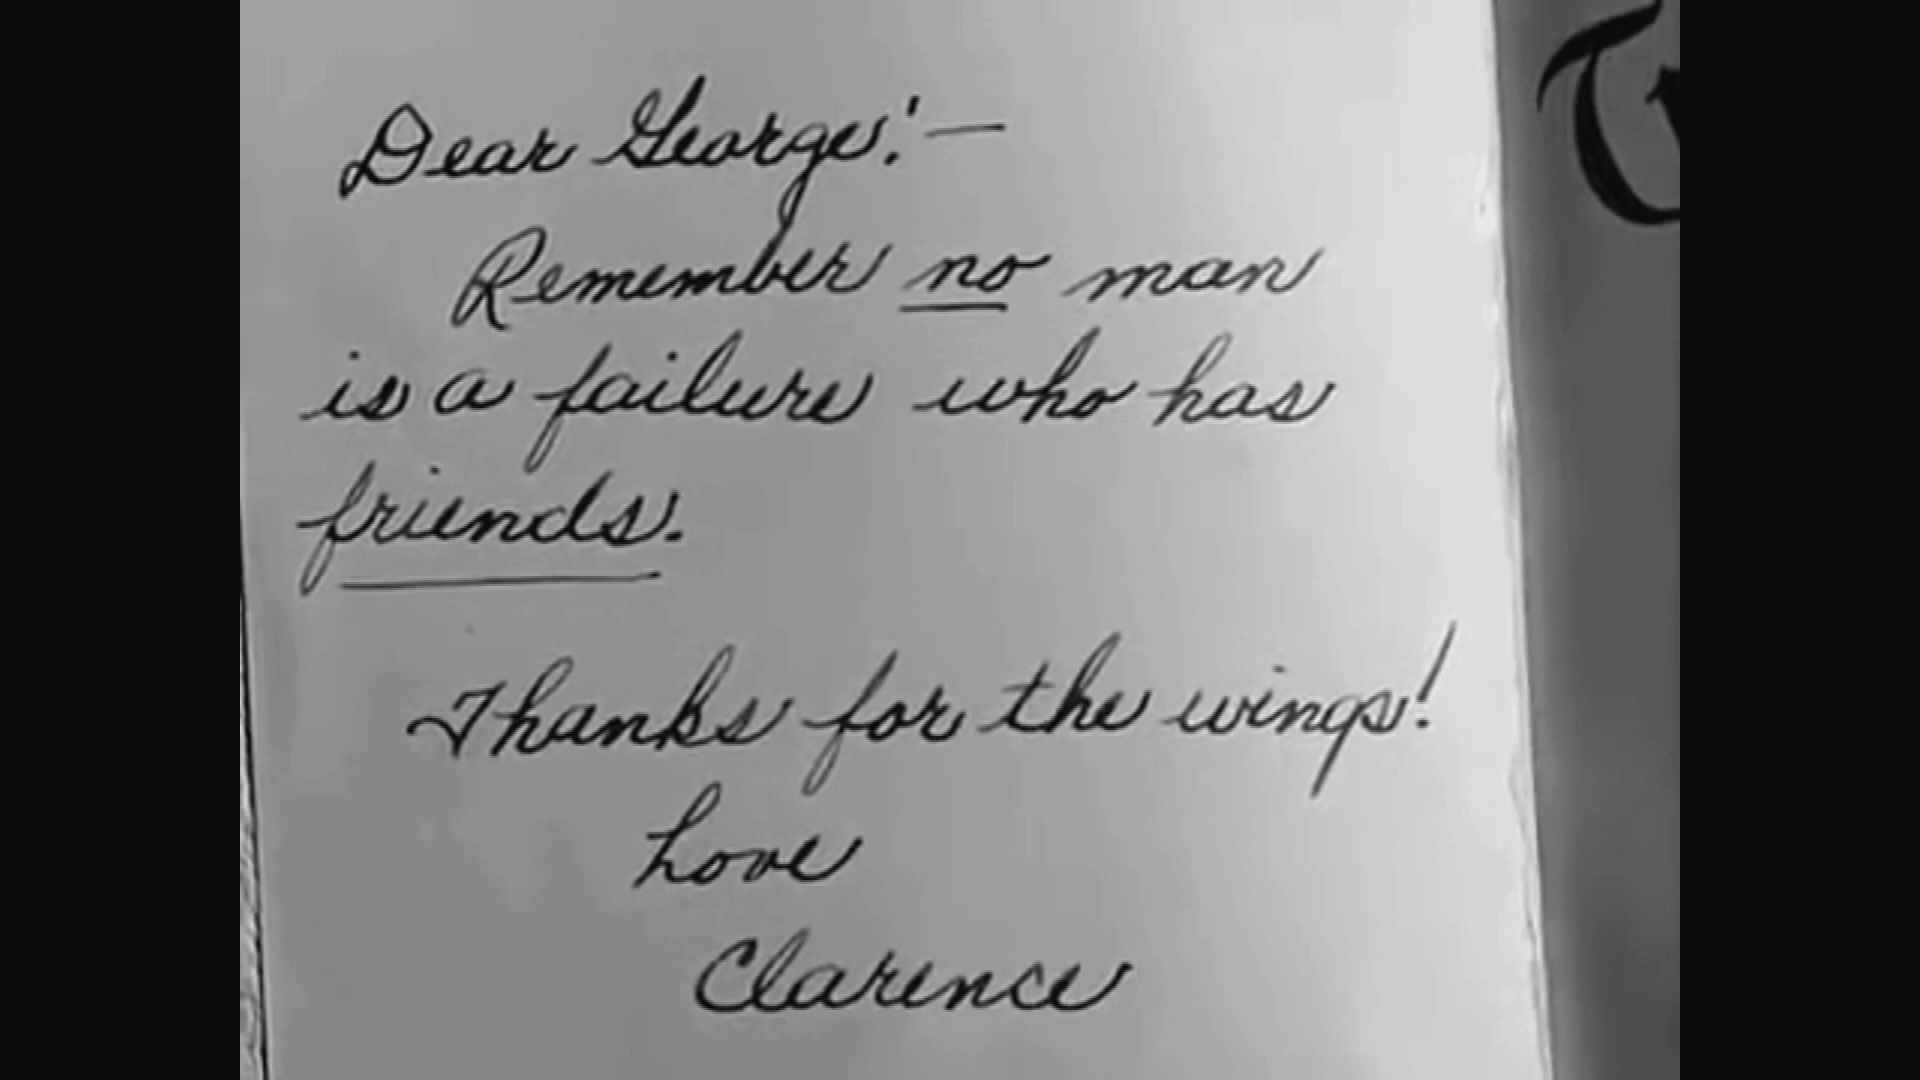 Dear George:—
Remember no man
is a failure who has
friends.
Thanks for the wings!
Love
Clarence